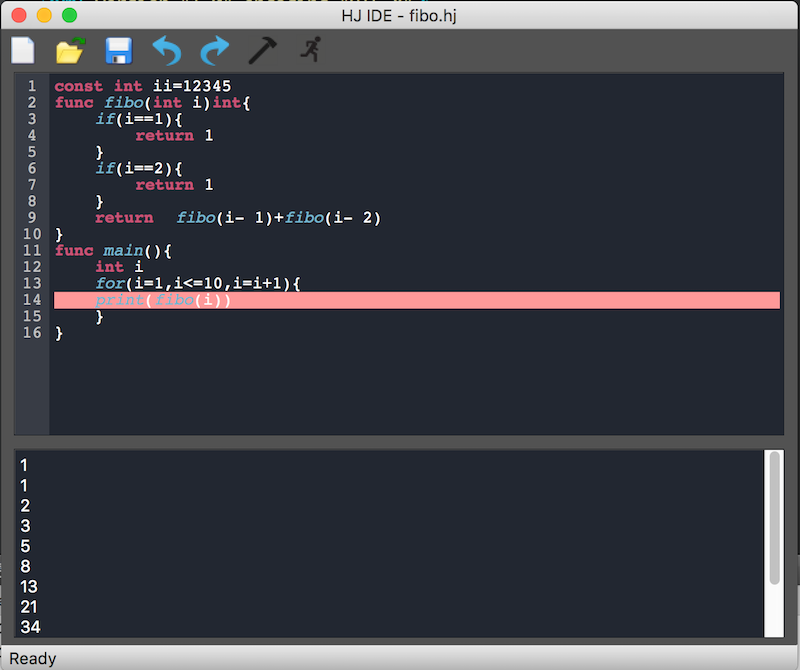 HJ IDE - fibo.hj
1 const int ii=12345
2 func fibo(int i)int{
3     if(i==1){
4         return 1
5     }
6     if(i==2){
7         return 1
8     }
9     return  fibo(i- 1)+fibo(i- 2)
10 }
11 func main(){
12     int i
13     for(i=1,i<=10,i=i+1){
14     print(fibo(i))
15     }
16 }
1
1
2
3
5
8
13
21
34
Ready